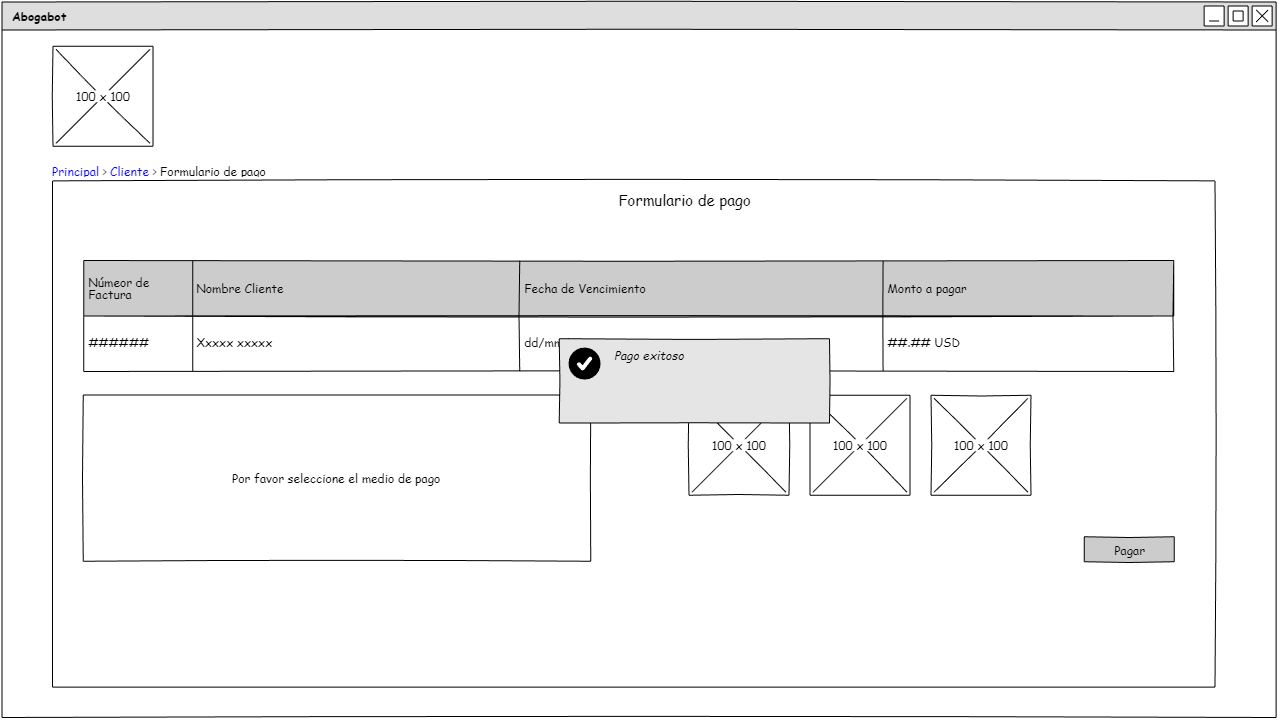 Abogabot
100 x 100
Principal > Cliente > Formulario de pago
Formulario de pago
Númeor de
Factura
Nombre Cliente
Fecha de Vencimiento
Monto a pagar
######
Xxxxx xxxxx
dd/mm
##.## USD
Pago exitoso
Por favor seleccione el medio de pago
100 x 100
100 x 100
100 x 100
Pagar